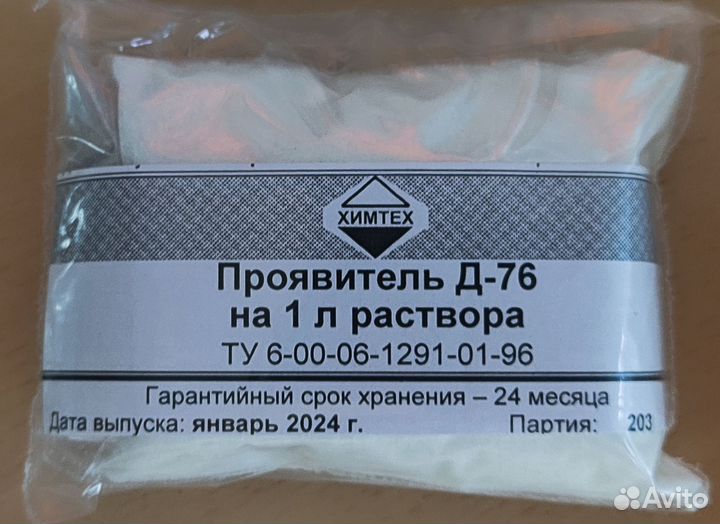 ХИМТЕХ
Проявитель Д-76
на 1 л раствора
ТУ 6-00-06-1291-01-96
Гарантийный срок хранения – 24 месяца
Дата выпуска: январь 2024 г. Партия: 203
Avito